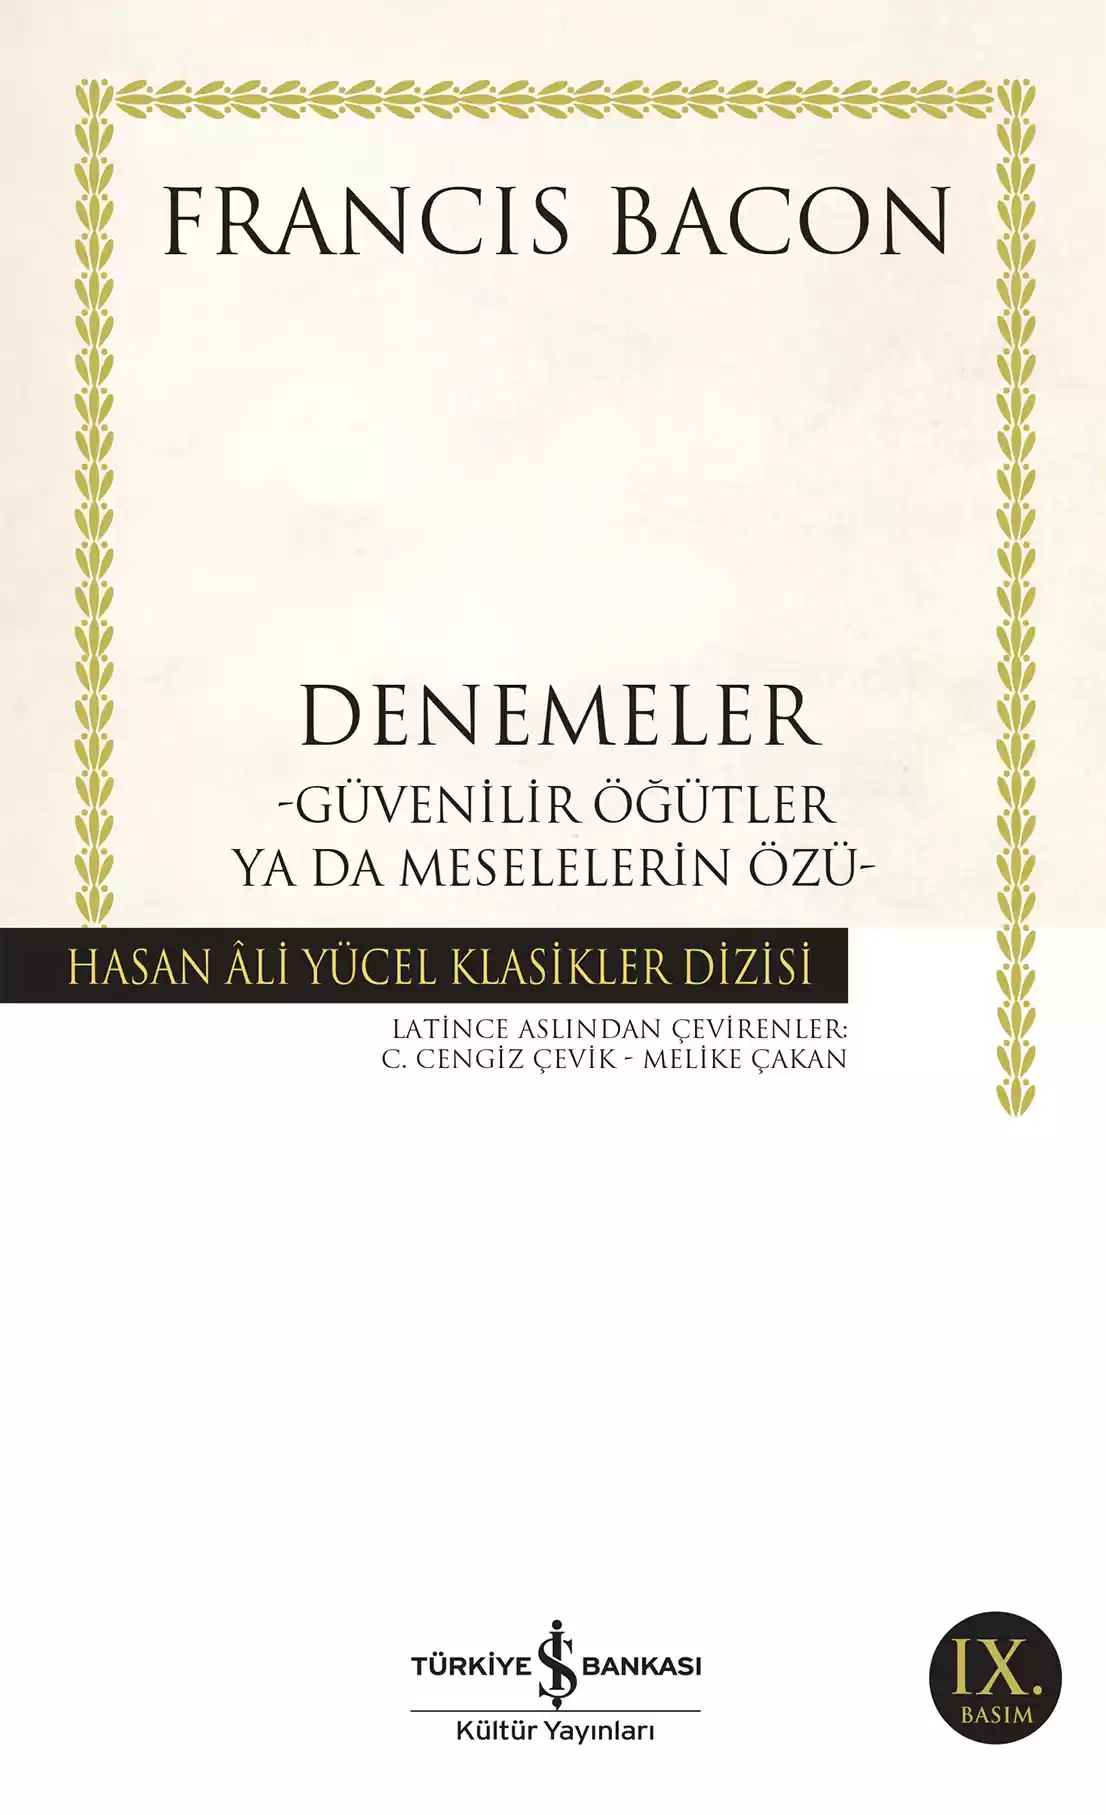 FRANCIS BACON
DENEMELER
-GÜVENİLİR ÖĞÜTLER
YA DA MESELELERİN ÖZÜ-
HASAN ÂLİ YÜCEL KLASİKLER DİZİSİ
LATİNCE ASLINDAN ÇEVİRENLER:
C. CENGİZ ÇEVİK - MELİKE ÇAKAN
TÜRKİYE İŞ BANKASI
Kültür Yayınları
IX.
BASIM